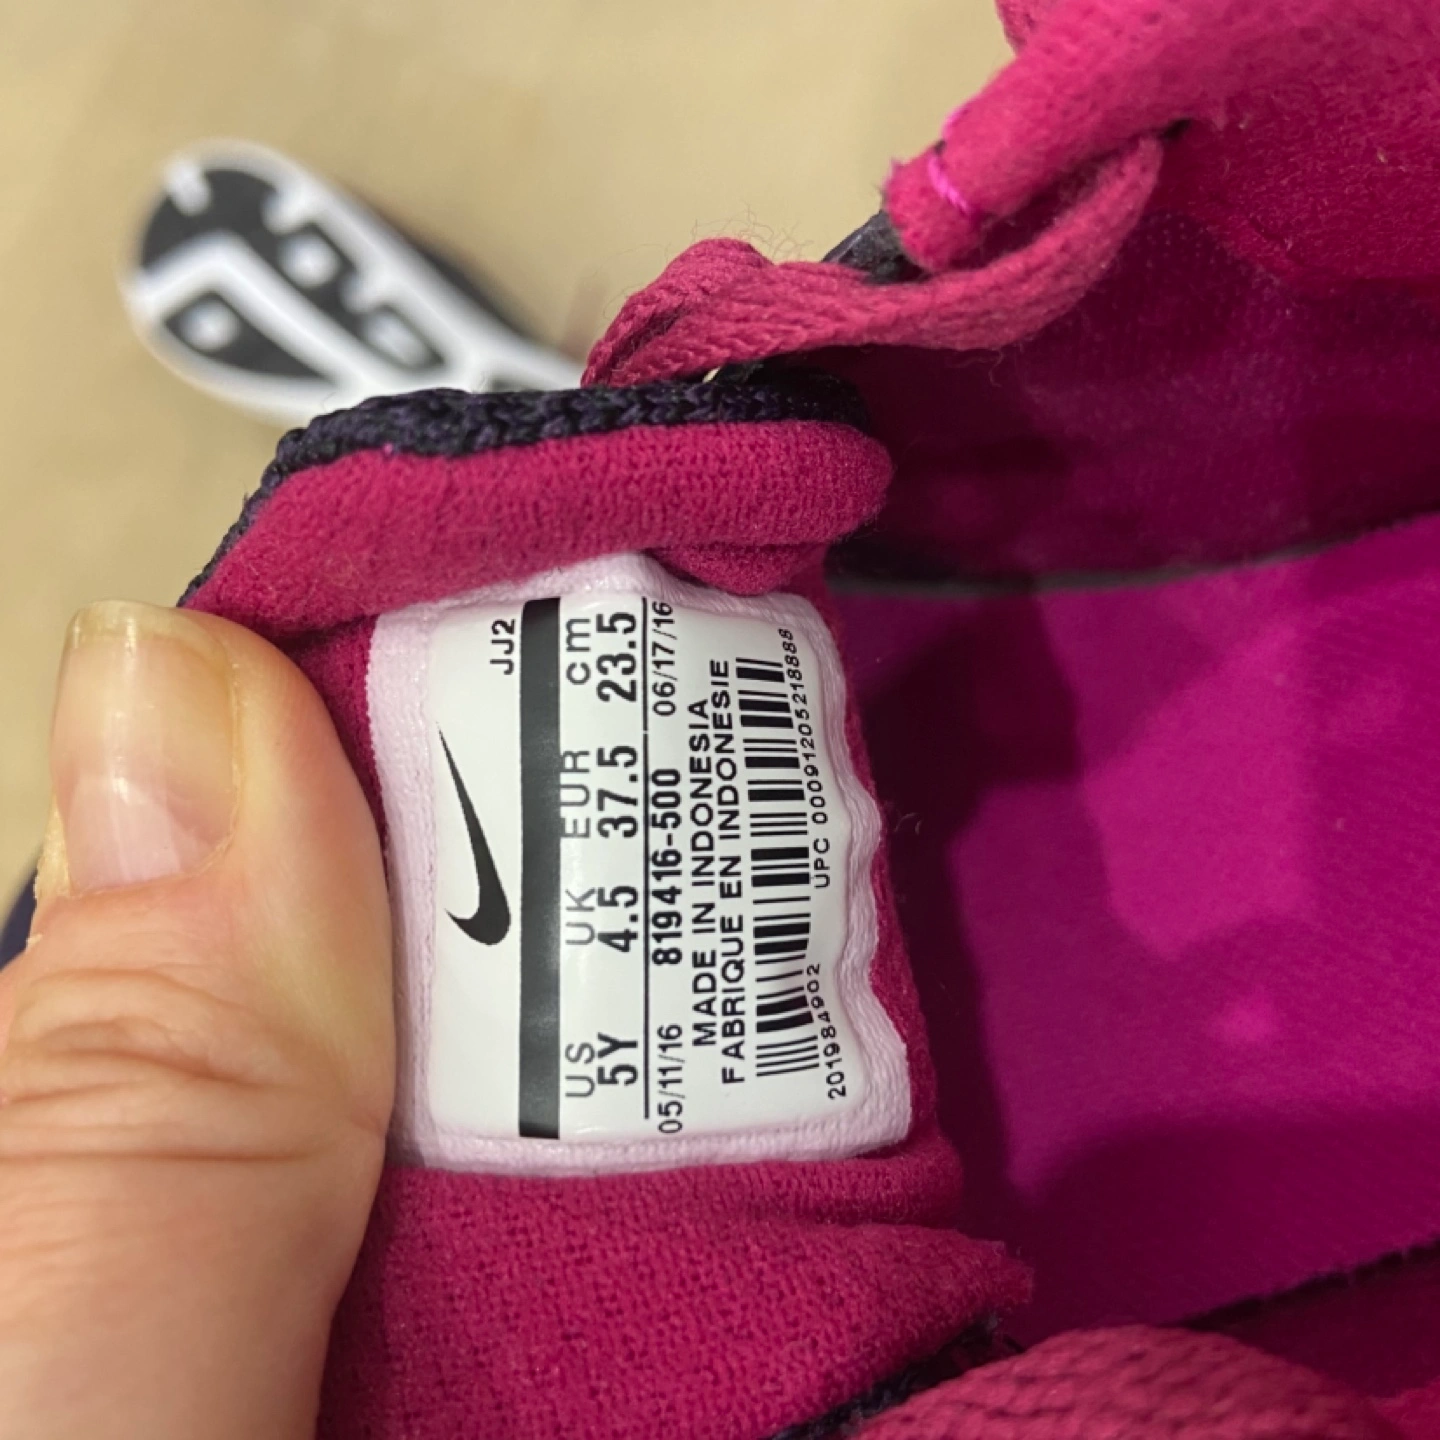 JJ2
US UK EUR cm
5Y 4.5 37.5 23.5
05/11/16 819416-500 06/17/16
MADE IN INDONESIA
FABRIQUE EN INDONESIE
201984902 UPC 00091205218888